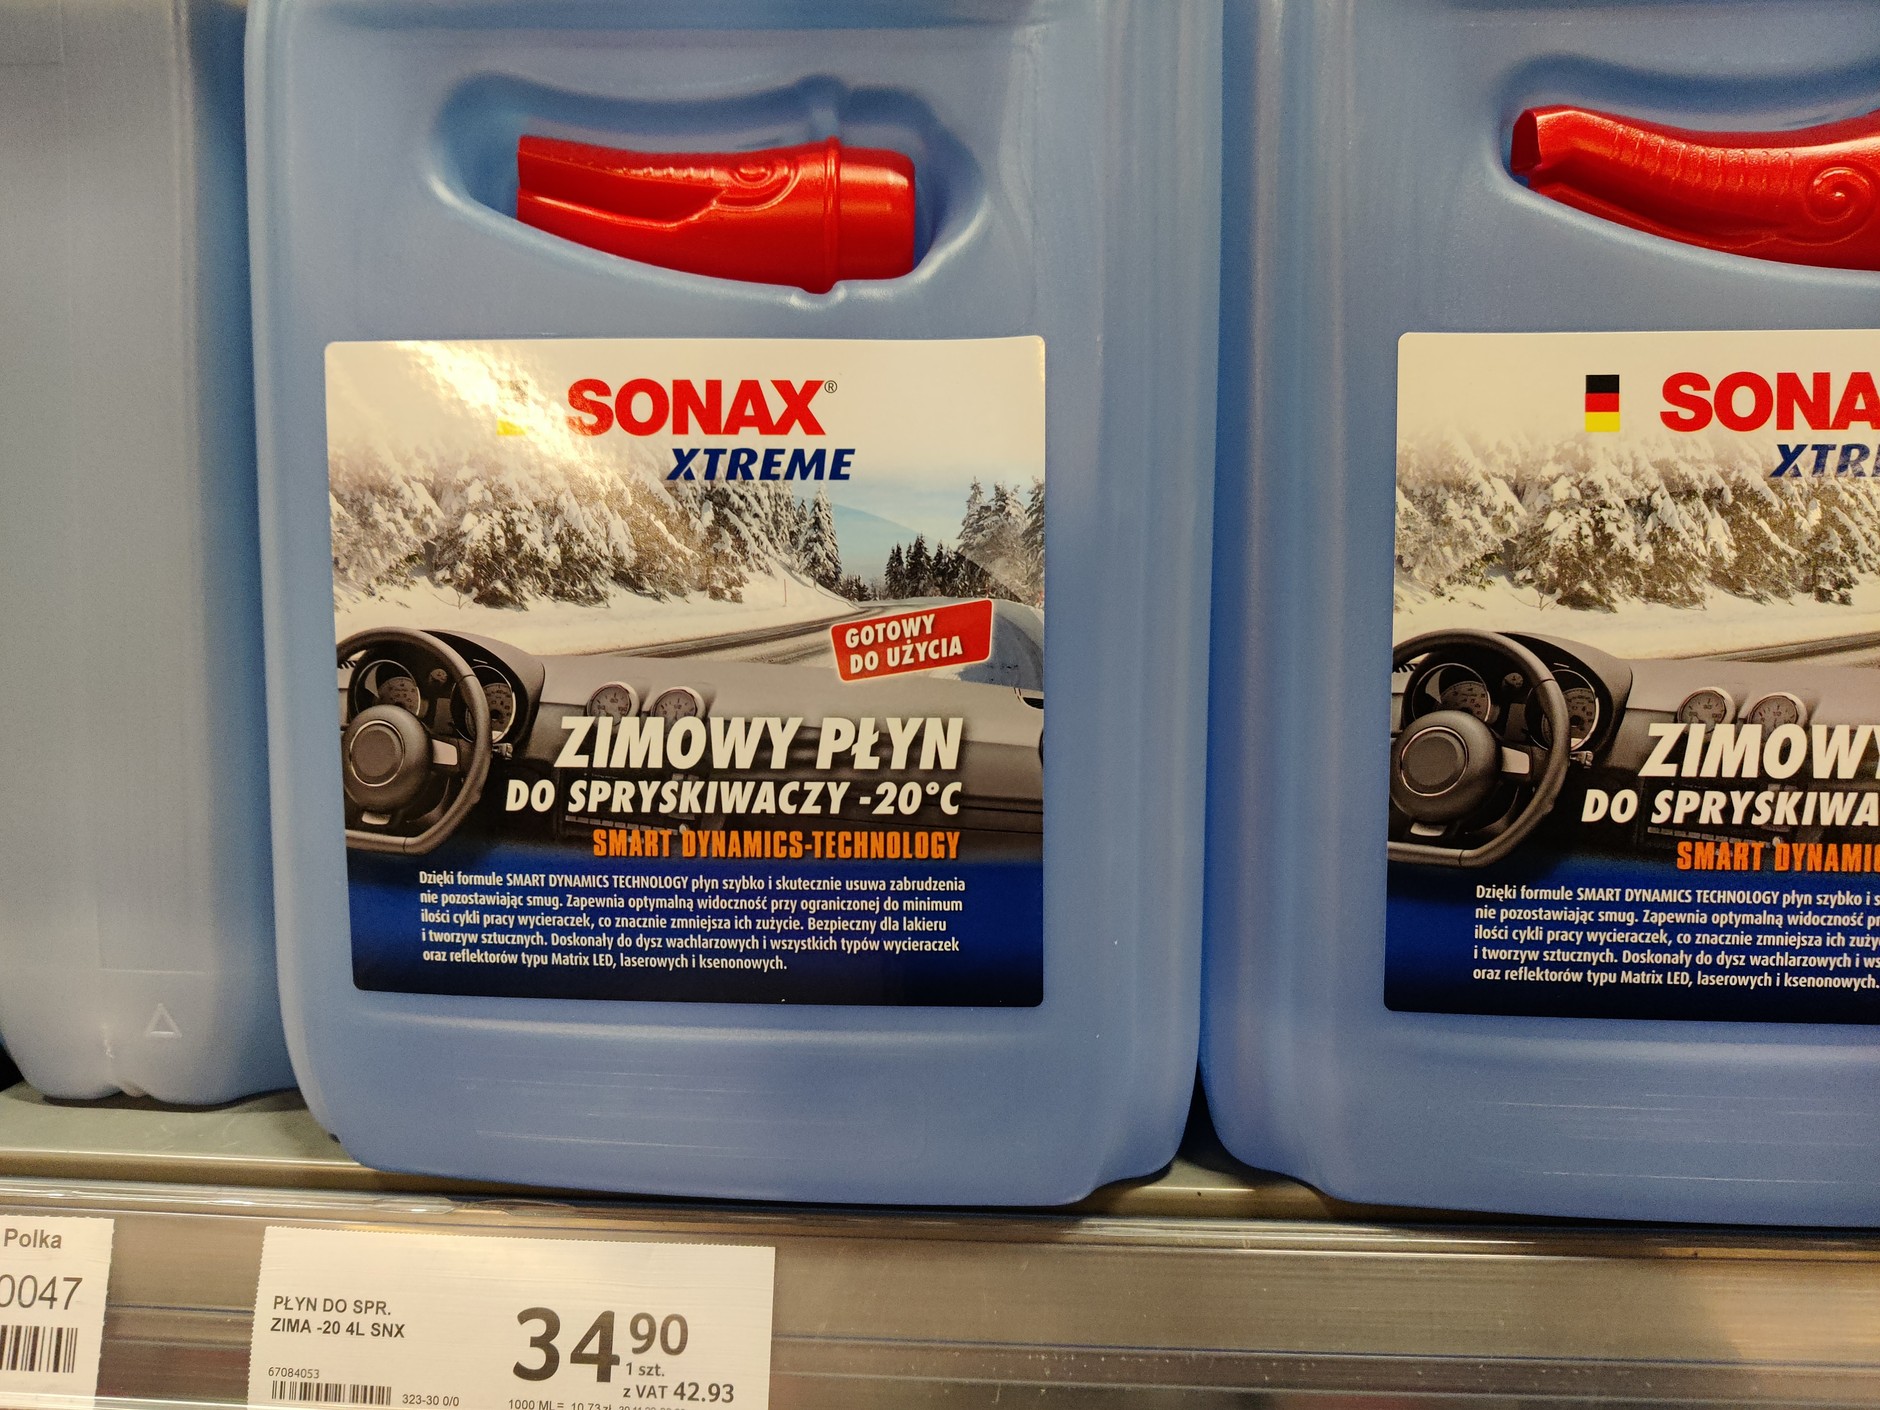 SONAX®
XTREME
GOTOWY
DO UŻYCIA
ZIMOWY PŁYN
DO SPRYSKIWACZY -20°C
SMART DYNAMICS-TECHNOLOGY
Dzięki formule SMART DYNAMICS TECHNOLOGY płyn szybko i skutecznie usuwa zabrudzenia
nie pozostawiając smug. Zapewnia optymalną widoczność przy ograniczonej do minimum
ilości cykli pracy wycieraczek, co znacznie zmniejsza ich zużycie. Bezpieczny dla lakieru
i tworzyw sztucznych. Doskonały do dysz wachlarzowych i wszystkich typów wycieraczek
oraz reflektorów typu Matrix LED, laserowych i ksenonowych.
SONA
XTRE
ZIMOWY
DO SPRYSKIWA
SMART DYNAMIC
Dzięki formule SMART DYNAMICS TECHNOLOGY płyn szybko i s
nie pozostawiając smug. Zapewnia optymalną widoczność pr
ilości cykli pracy wycieraczek, co znacznie zmniejsza ich zuży
i tworzyw sztucznych. Doskonały do dysz wachlarzowych i ws
oraz reflektorów typu Matrix LED, laserowych i ksenonowych.
Polka
0047
PŁYN DO SPR.
ZIMA -20 4L SNX
34 90
1 szt.
z VAT 42.93
67084053
323-30 0/0
1000 ML= 10,73zł